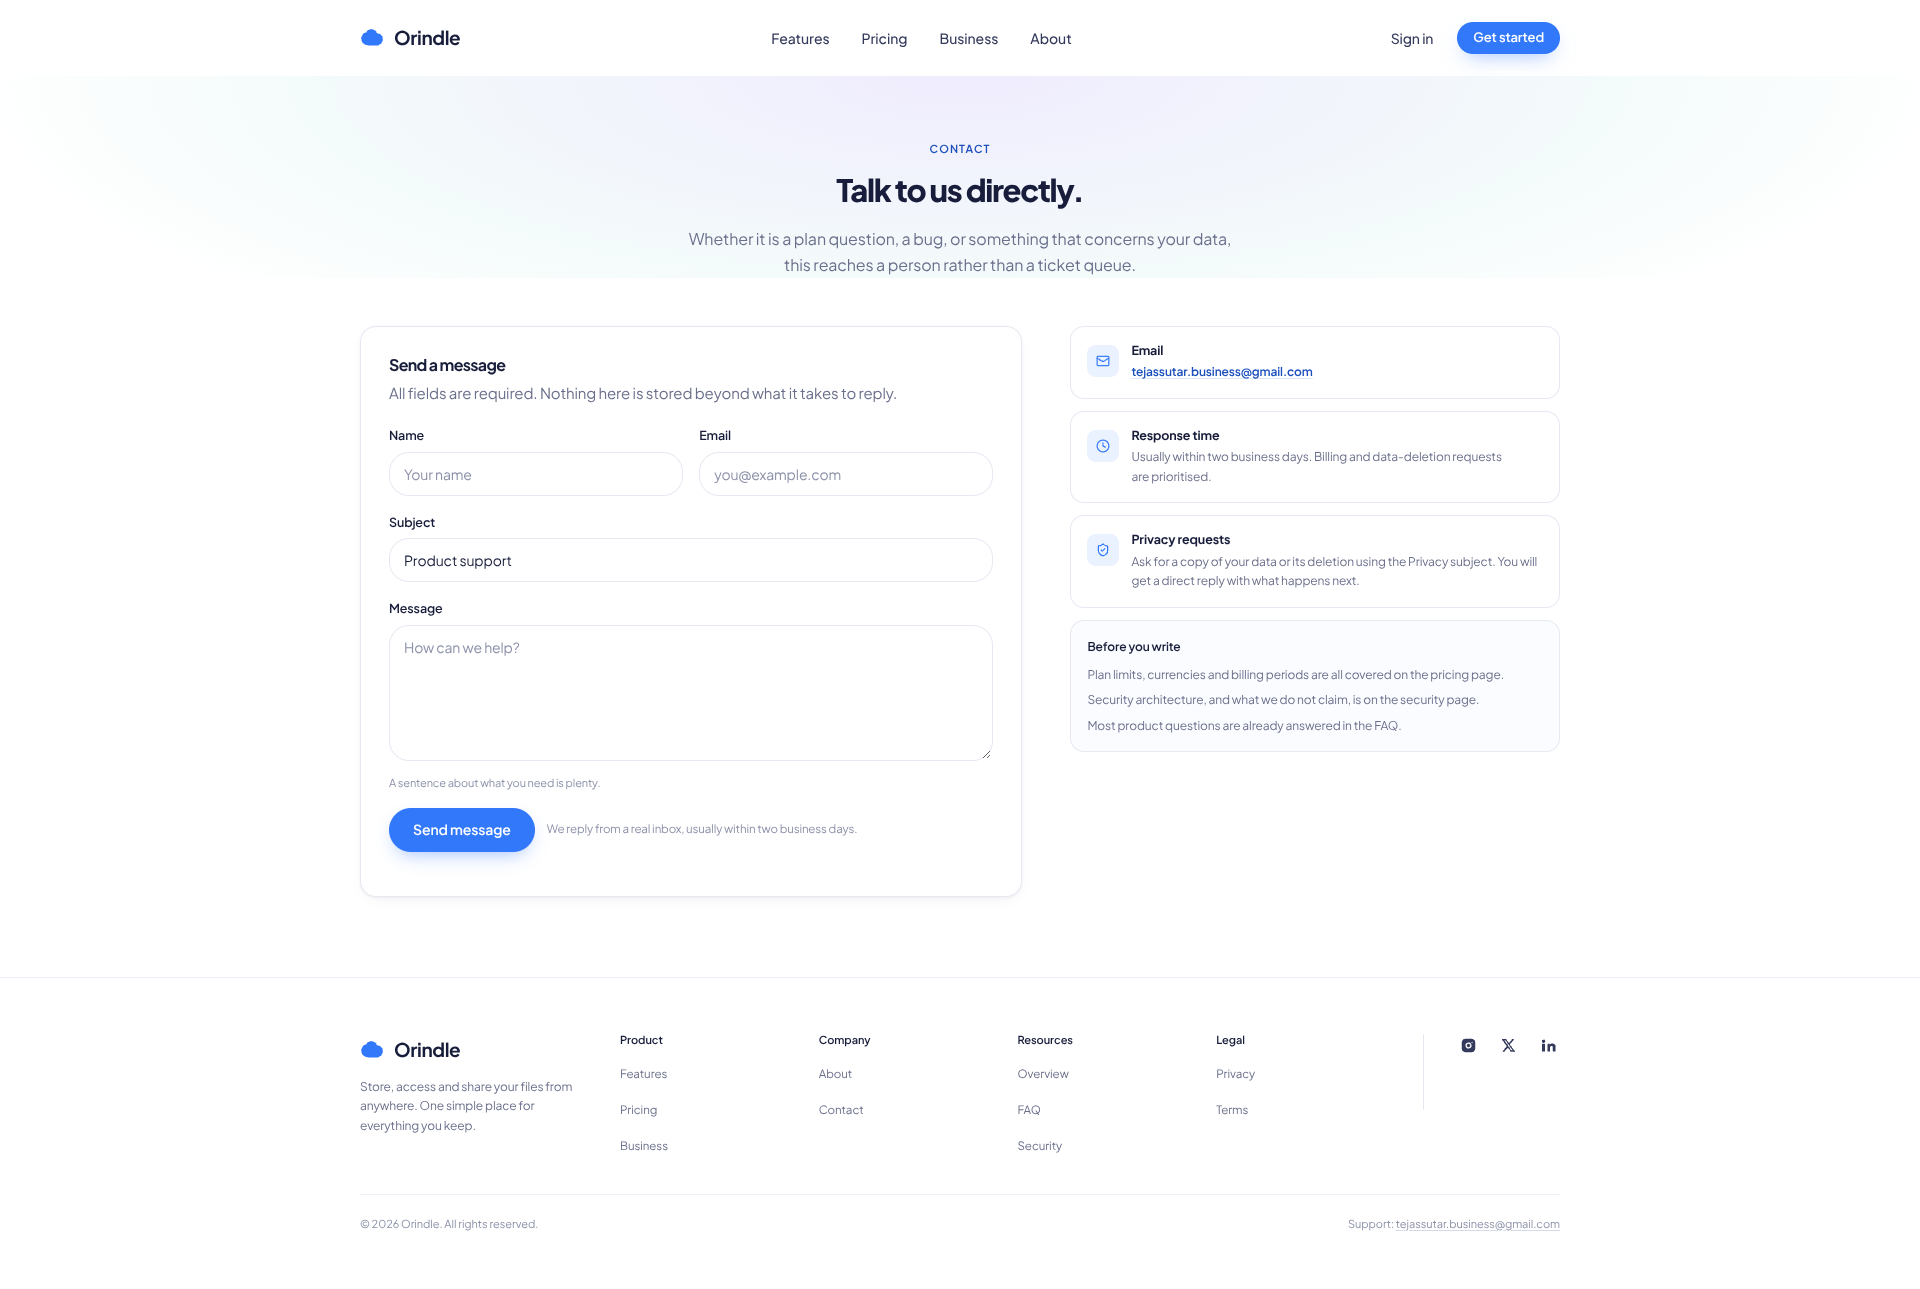 Orindle
Features
Pricing
Business
About
Sign in
Get started
CONTACT
Talk to us directly.
Whether it is a plan question, a bug, or something that concerns your data,
this reaches a person rather than a ticket queue.
Send a message
All fields are required. Nothing here is stored beyond what it takes to reply.
Name
Email
Your name
you@example.com
Subject
Product support
Message
How can we help?
A sentence about what you need is plenty.
Send message
We reply from a real inbox, usually within two business days.
Email
tejassutar.business@gmail.com
Response time
Usually within two business days. Billing and data-deletion requests
are prioritised.
Privacy requests
Ask for a copy of your data or its deletion using the Privacy subject. You will
get a direct reply with what happens next.
Before you write
Plan limits, currencies and billing periods are all covered on the pricing page.
Security architecture, and what we do not claim, is on the security page.
Most product questions are already answered in the FAQ.
Orindle
Store, access and share your files from
anywhere. One simple place for
everything you keep.
Product
Features
Pricing
Business
Company
About
Contact
Resources
Overview
FAQ
Security
Legal
Privacy
Terms
© 2026 Orindle. All rights reserved.
Support: tejassutar.business@gmail.com